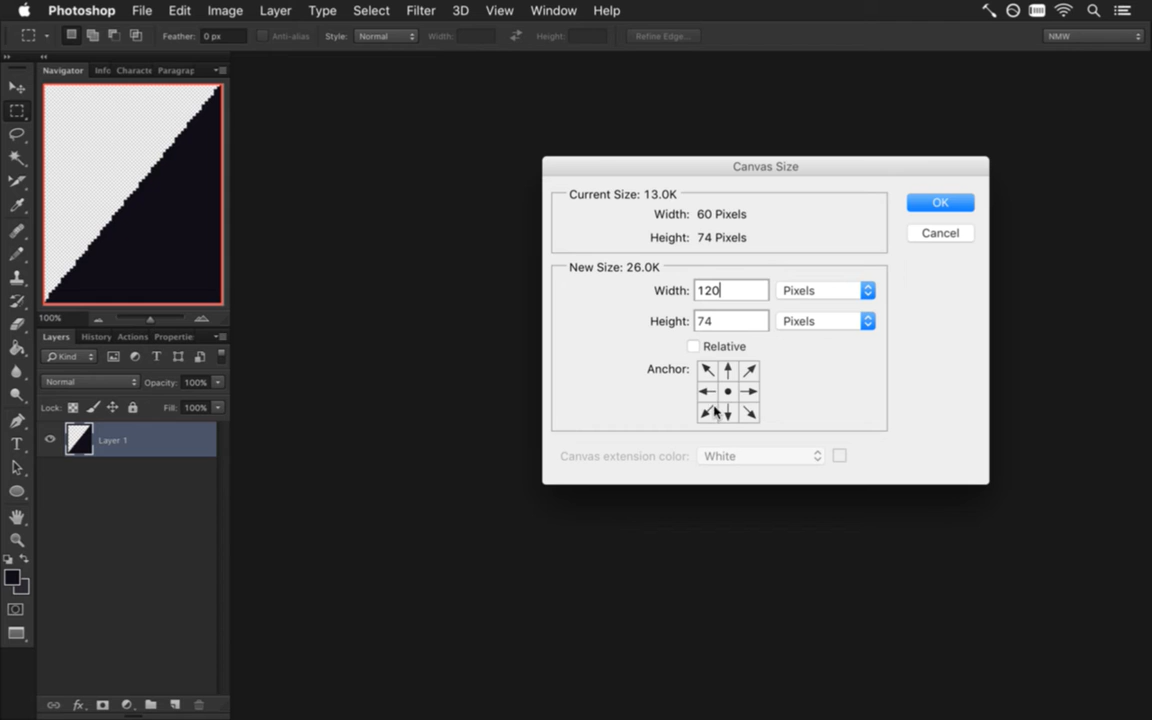 Photoshop File Edit Image Layer Type Select Filter 3D View Window Help
Feather: 0 px Anti-alias Style: Normal Width: Height: Refine Edge... NMW
Navigator Info Characte Paragrap
100%
Layers History Actions Propertie
Kind
Normal Opacity: 100%
Lock: Fill: 100%
Layer 1
Canvas Size
Current Size: 13.0K
Width: 60 Pixels
Height: 74 Pixels
OK
Cancel
New Size: 26.0K
Width: 120 Pixels
Height: 74 Pixels
Relative
Anchor:
Canvas extension color: White